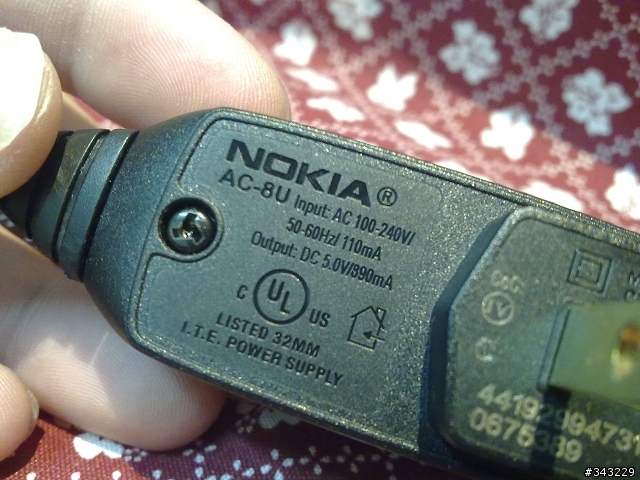 NOKIA®
AC-8U Input: AC 100-240V/
50-60Hz/ 110mA
Output: DC 5.0V/890mA
C UL US
LISTED 32MM
I.T.E. POWER SUPPLY
0675389
#343229